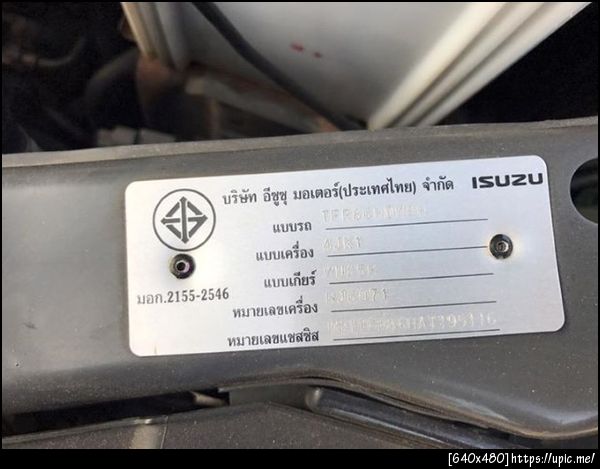 บริษัท อีซูซุ มอเตอร์(ประเทศไทย) จำกัด ISUZU
แบบรถ
แบบเครื่อง 4JK1
แบบเกียร์
มอก.2155-2546
หมายเลขเครื่อง
หมายเลขแชสซิส
[640x480]https://upic.me/